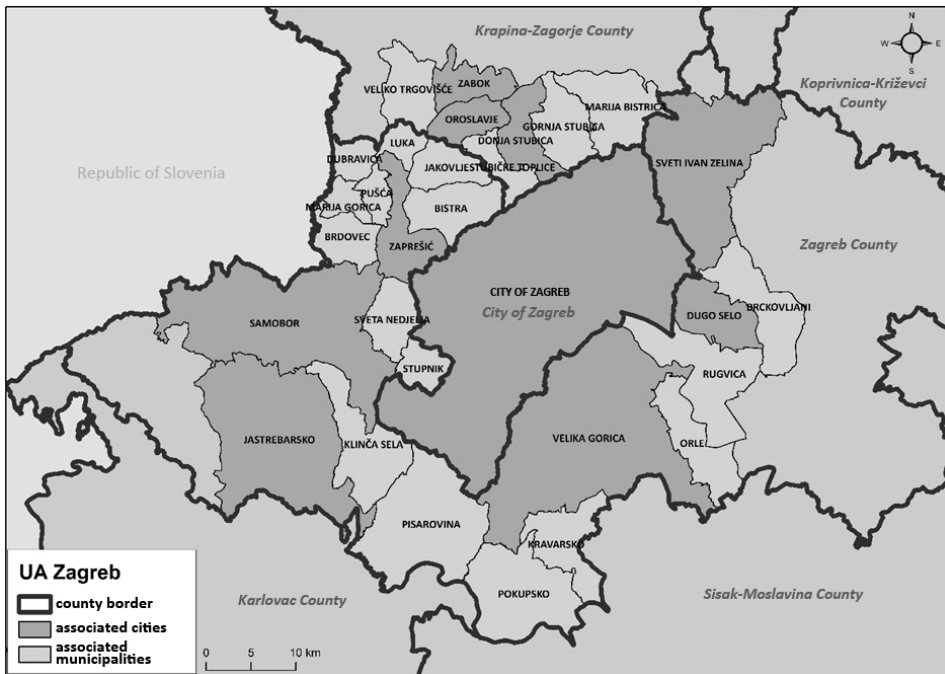 Krapina-Zagorje County
N
W
E
S
Koprivnica-Križevci
County
VELIKO TRGOVIŠĆE
ZABOK
MARIJA BISTRICA
OROSLAVJE
GORNJA STUBICA
DONJA STUBICA
LUKA
DUBRAVICA
SVETI IVAN ZELINA
JAKOVLJE
STUBIČKE TOPLICE
Republic of Slovenia
PUŠĆA
MARIJA GORICA
BISTRA
BRDOVEC
ZAPREŠIĆ
Zagreb County
CITY OF ZAGREB
City of Zagreb
BRCKOVLJANI
DUGO SELO
SAMOBOR
SVETA NEDJELJA
STUPNIK
RUGVICA
JASTREBARSKO
KLINČA SELA
VELIKA GORICA
ORLE
PISAROVINA
KRAVARSKO
POKUPSKO
Karlovac County
Sisak-Moslavina County
UA Zagreb
county border
associated cities
associated
municipalities
0 5 10 km